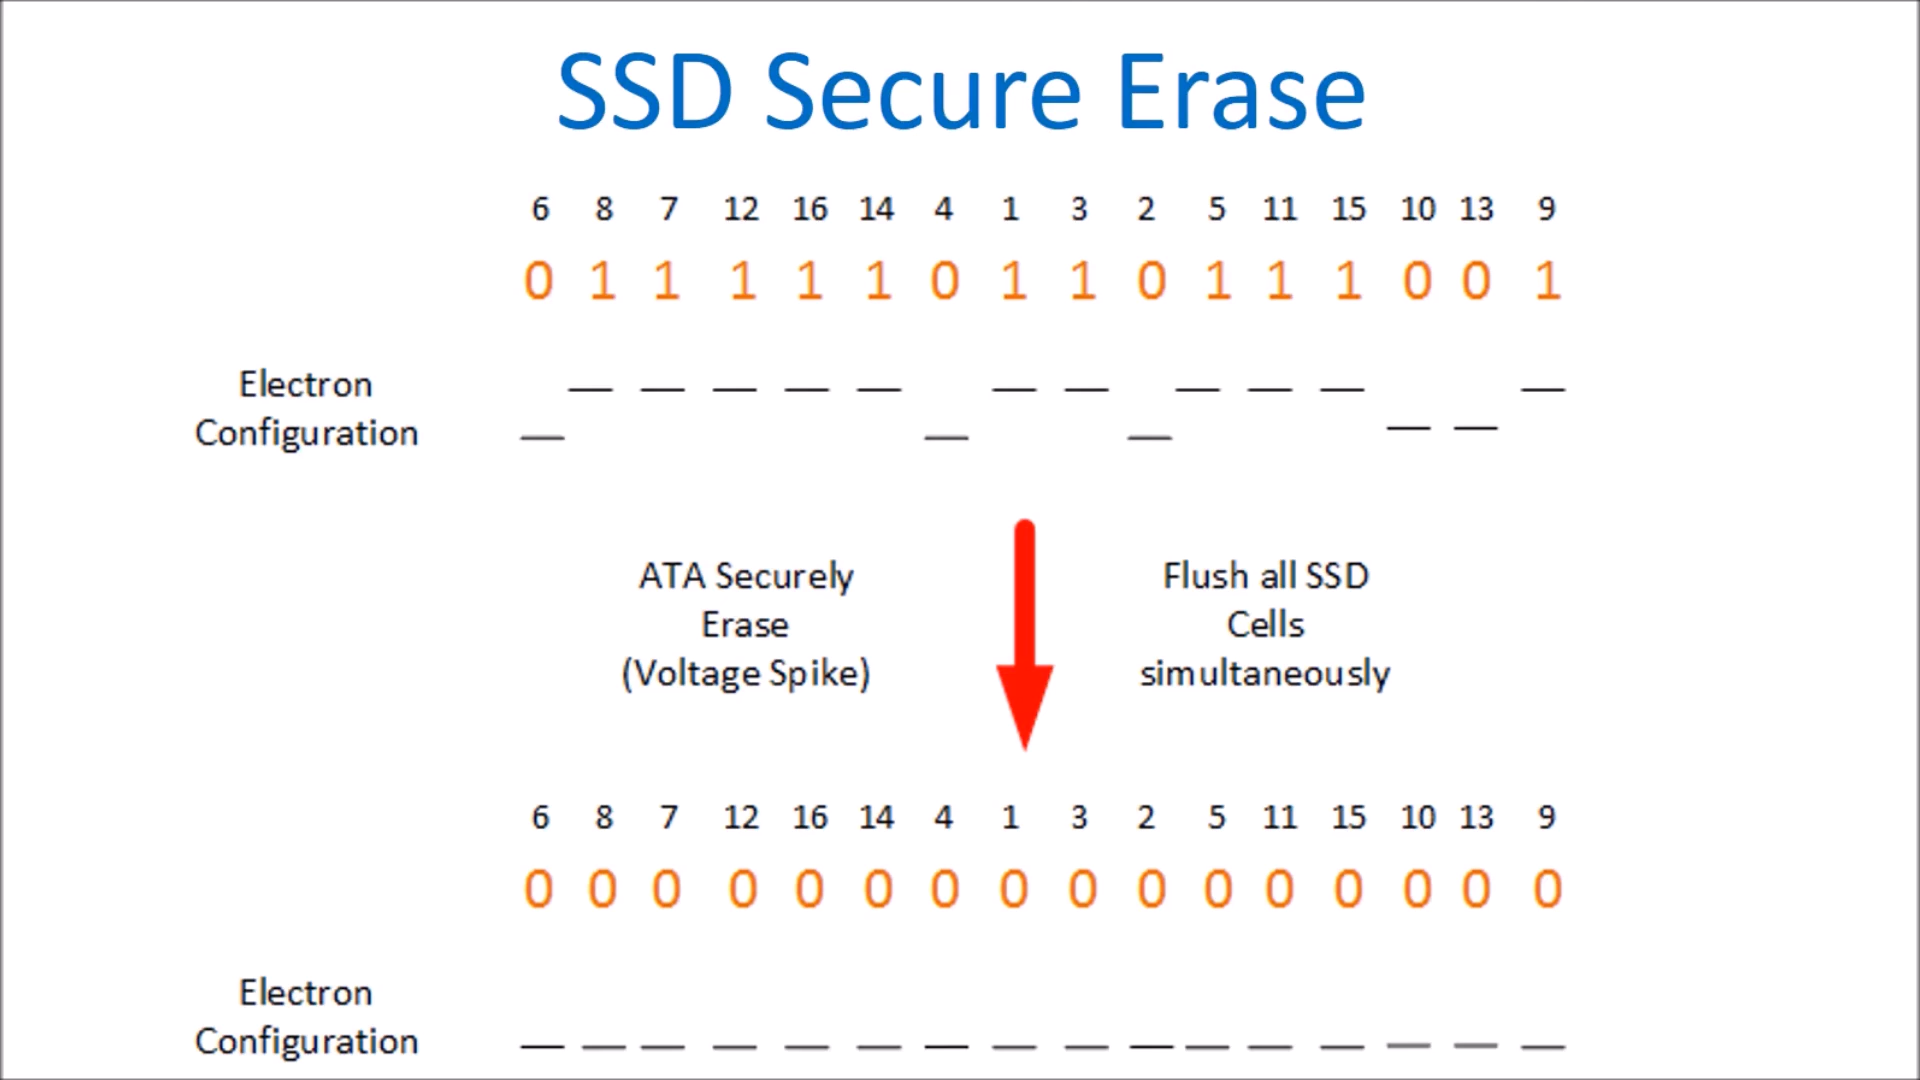 SSD Secure Erase
6 8 7 12 16 14 4 1 3 2 5 11 15 10 13 9
0 1 1 1 1 1 0 1 1 0 1 1 1 0 0 1
Electron
Configuration
ATA Securely
Erase
(Voltage Spike)
Flush all SSD
Cells
simultaneously
6 8 7 12 16 14 4 1 3 2 5 11 15 10 13 9
0 0 0 0 0 0 0 0 0 0 0 0 0 0 0 0
Electron
Configuration